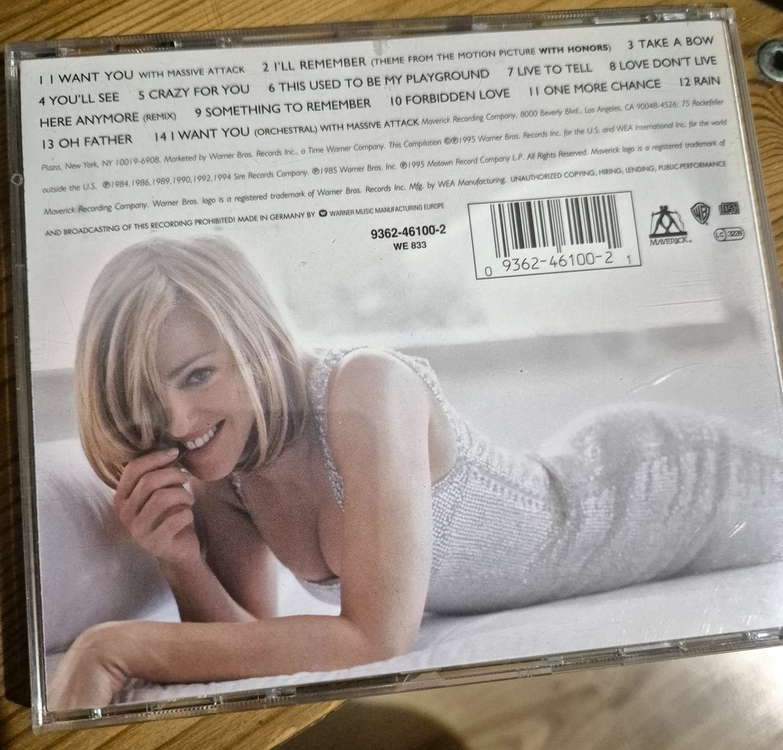 1 I WANT YOU WITH MASSIVE ATTACK 2 I'LL REMEMBER (THEME FROM THE MOTION PICTURE WITH HONORS) 3 TAKE A BOW
4 YOU'LL SEE 5 CRAZY FOR YOU 6 THIS USED TO BE MY PLAYGROUND 7 LIVE TO TELL 8 LOVE DON'T LIVE
HERE ANYMORE (REMIX) 9 SOMETHING TO REMEMBER 10 FORBIDDEN LOVE 11 ONE MORE CHANCE 12 RAIN
13 OH FATHER 14 I WANT YOU (ORCHESTRAL) WITH MASSIVE ATTACK Maverick Recording Company, 8000 Beverly Blvd., Los Angeles, CA 90048-4526; 75 Rockefeller
Plaza, New York, NY 10019-6908. Marketed by Warner Bros. Records Inc., a Time Warner Company. This Compilation ©℗1995 Warner Bros. Records Inc. for the U.S. and WEA International Inc. for the world
outside the U.S. ℗1984,1986,1989,1990,1992,1994 Sire Records Company. ℗1985 Warner Bros. Inc. ℗1995 Motown Record Company L.P. All Rights Reserved. Maverick logo is a registered trademark of
Maverick Recording Company. Warner Bros. logo is a registered trademark of Warner Bros. Records Inc. Mfg. by WEA Manufacturing. UNAUTHORIZED COPYING, HIRING, LENDING, PUBLIC PERFORMANCE
AND BROADCASTING OF THIS RECORDING PROHIBITED! MADE IN GERMANY BY WARNER MUSIC MANUFACTURING EUROPE
9362-46100-2
WE 833
0 9362-46100-2 1
MAVERICK
WB
LC 3228